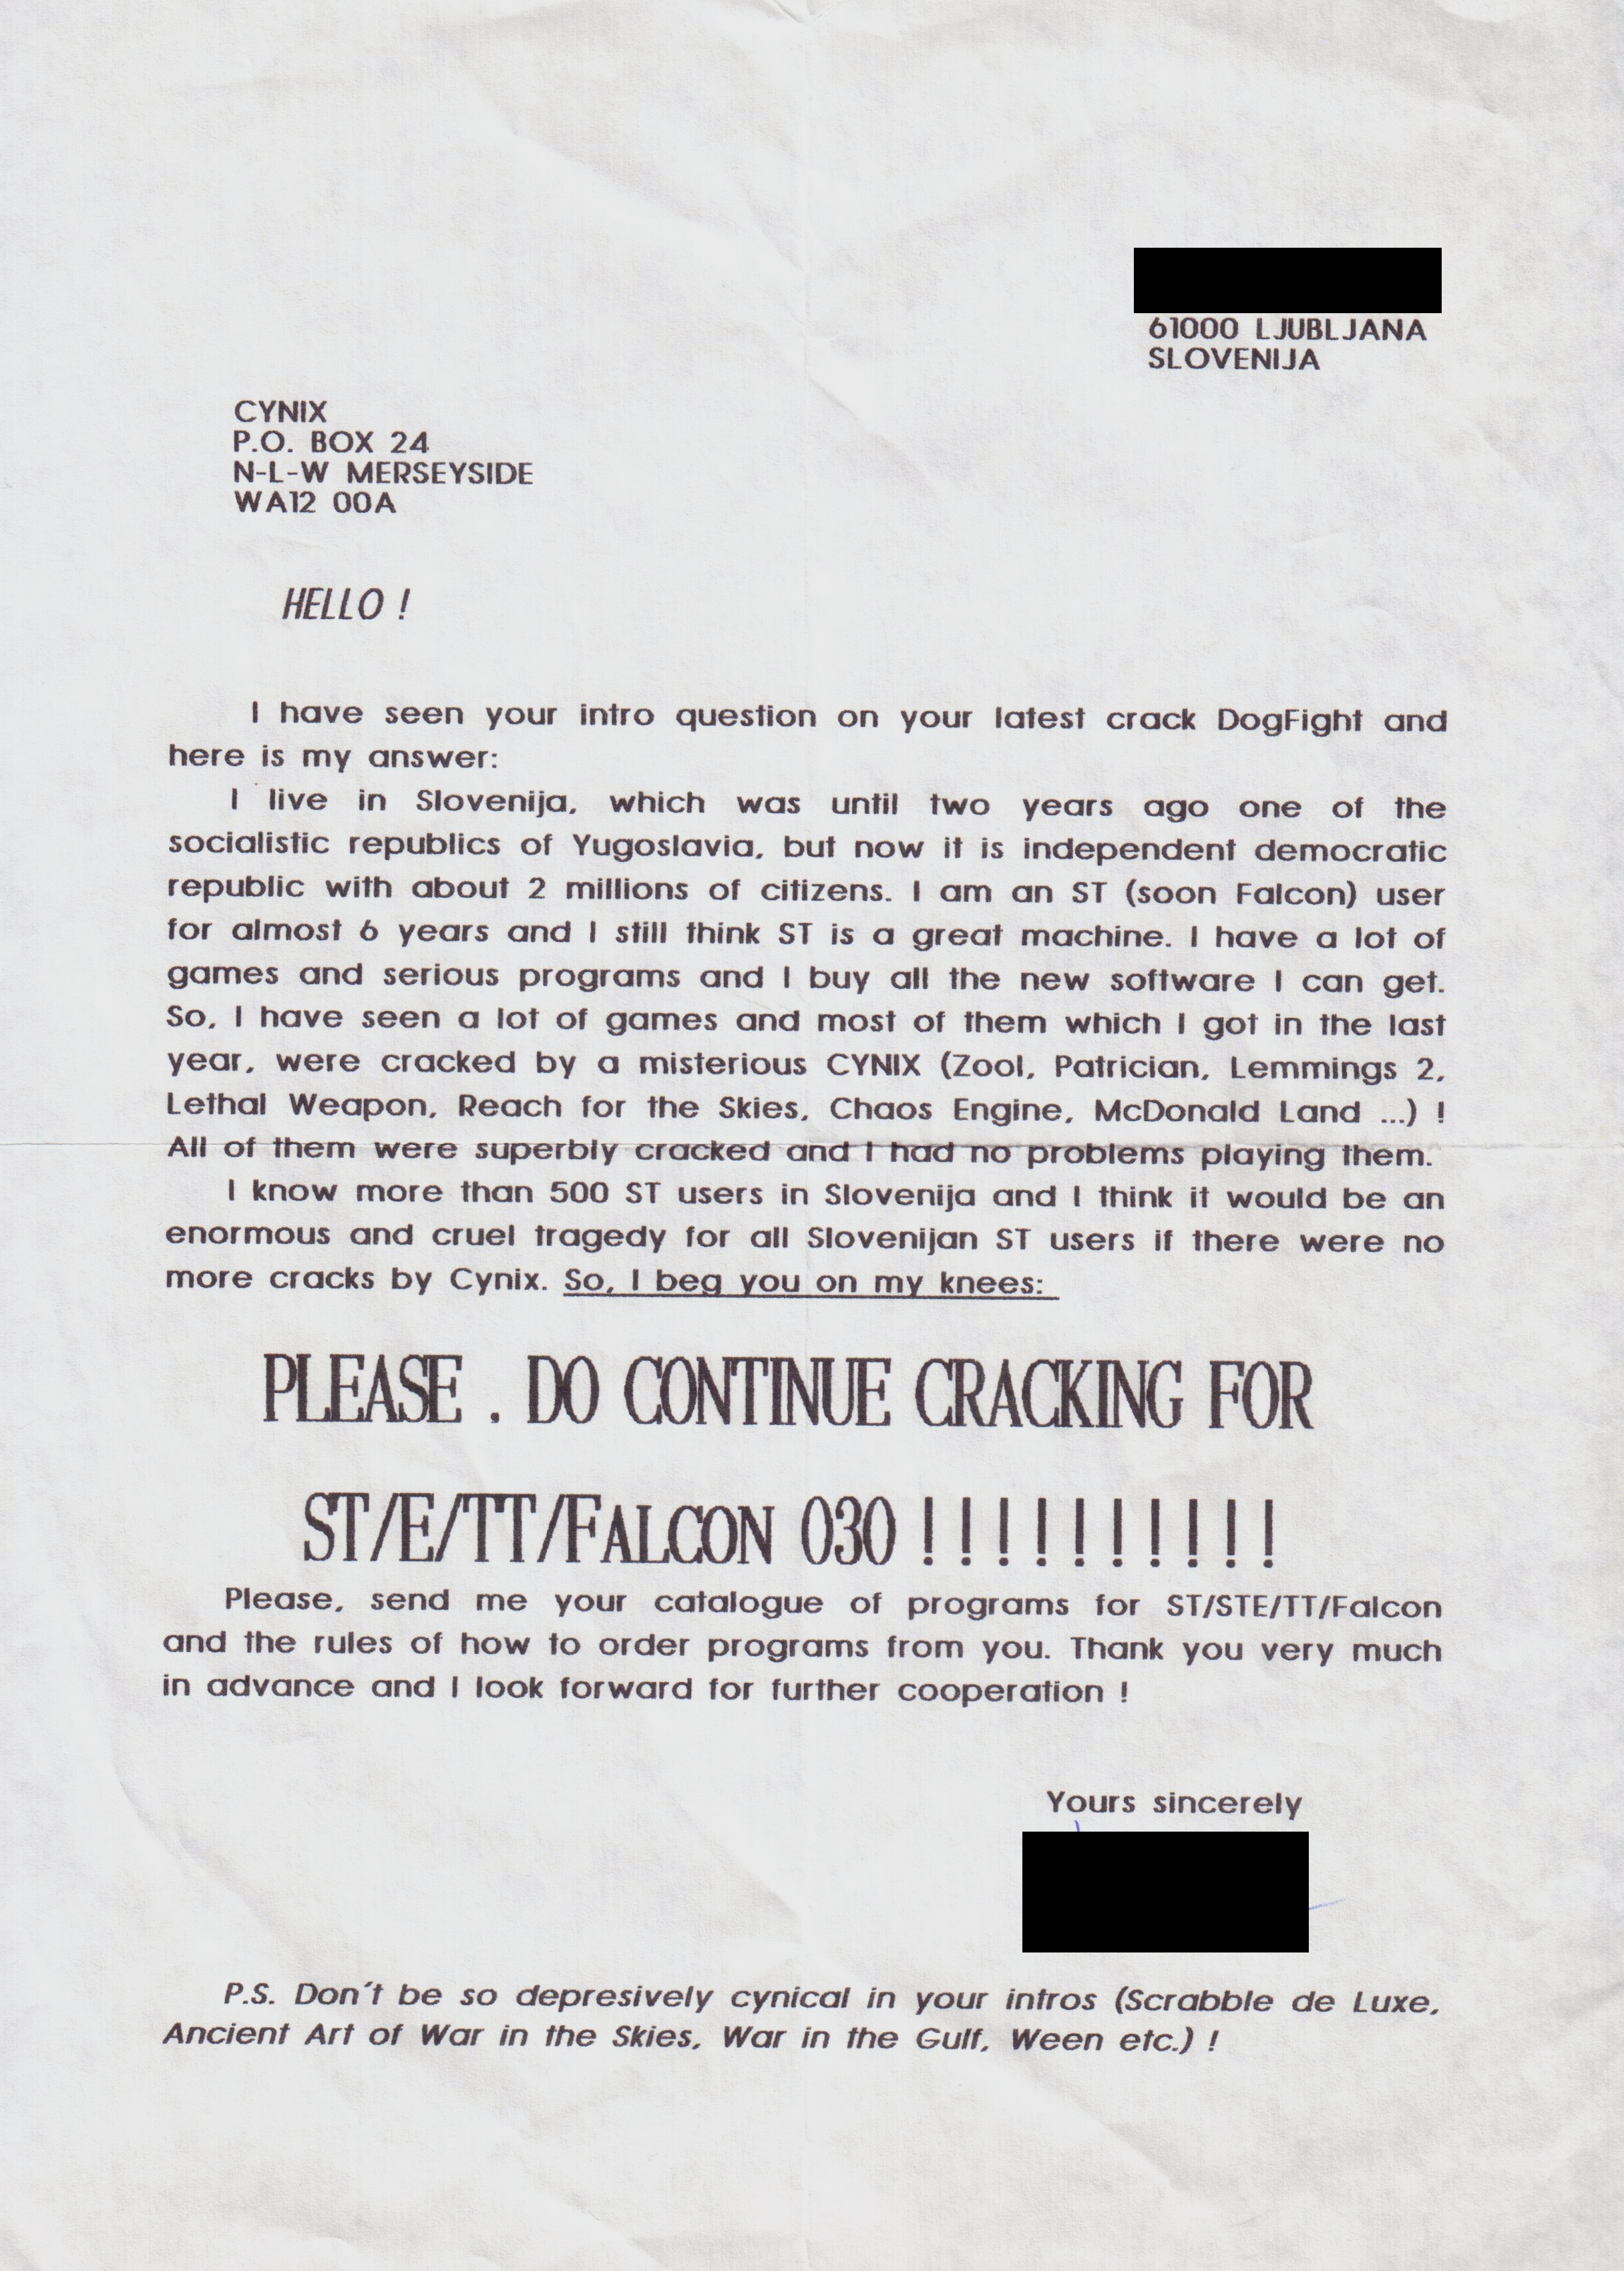 61000 LJUBLJANA
SLOVENIJA
CYNIX
P.O. BOX 24
N-L-W MERSEYSIDE
WA12 00A
HELLO !
I have seen your intro question on your latest crack DogFight and
here is my answer:
I live in Slovenija, which was until two years ago one of the
socialistic republics of Yugoslavia, but now it is independent democratic
republic with about 2 millions of citizens. I am an ST (soon Falcon) user
for almost 6 years and I still think ST is a great machine. I have a lot of
games and serious programs and I buy all the new software I can get.
So, I have seen a lot of games and most of them which I got in the last
year, were cracked by a misterious CYNIX (Zool, Patrician, Lemmings 2,
Lethal Weapon, Reach for the Skies, Chaos Engine, McDonald Land ...) !
All of them were superbly cracked and I had no problems playing them.
I know more than 500 ST users in Slovenija and I think it would be an
enormous and cruel tragedy for all Slovenijan ST users if there were no
more cracks by Cynix. So, I beg you on my knees:
PLEASE , DO CONTINUE CRACKING FOR
ST/E/TT/FALCON 030 ! ! ! ! ! ! ! ! ! !
Please, send me your catalogue of programs for ST/STE/TT/Falcon
and the rules of how to order programs from you. Thank you very much
in advance and I look forward for further cooperation !
Yours sincerely
P.S. Don´t be so depresively cynical in your intros (Scrabble de Luxe,
Ancient Art of War in the Skies, War in the Gulf, Ween etc.) !